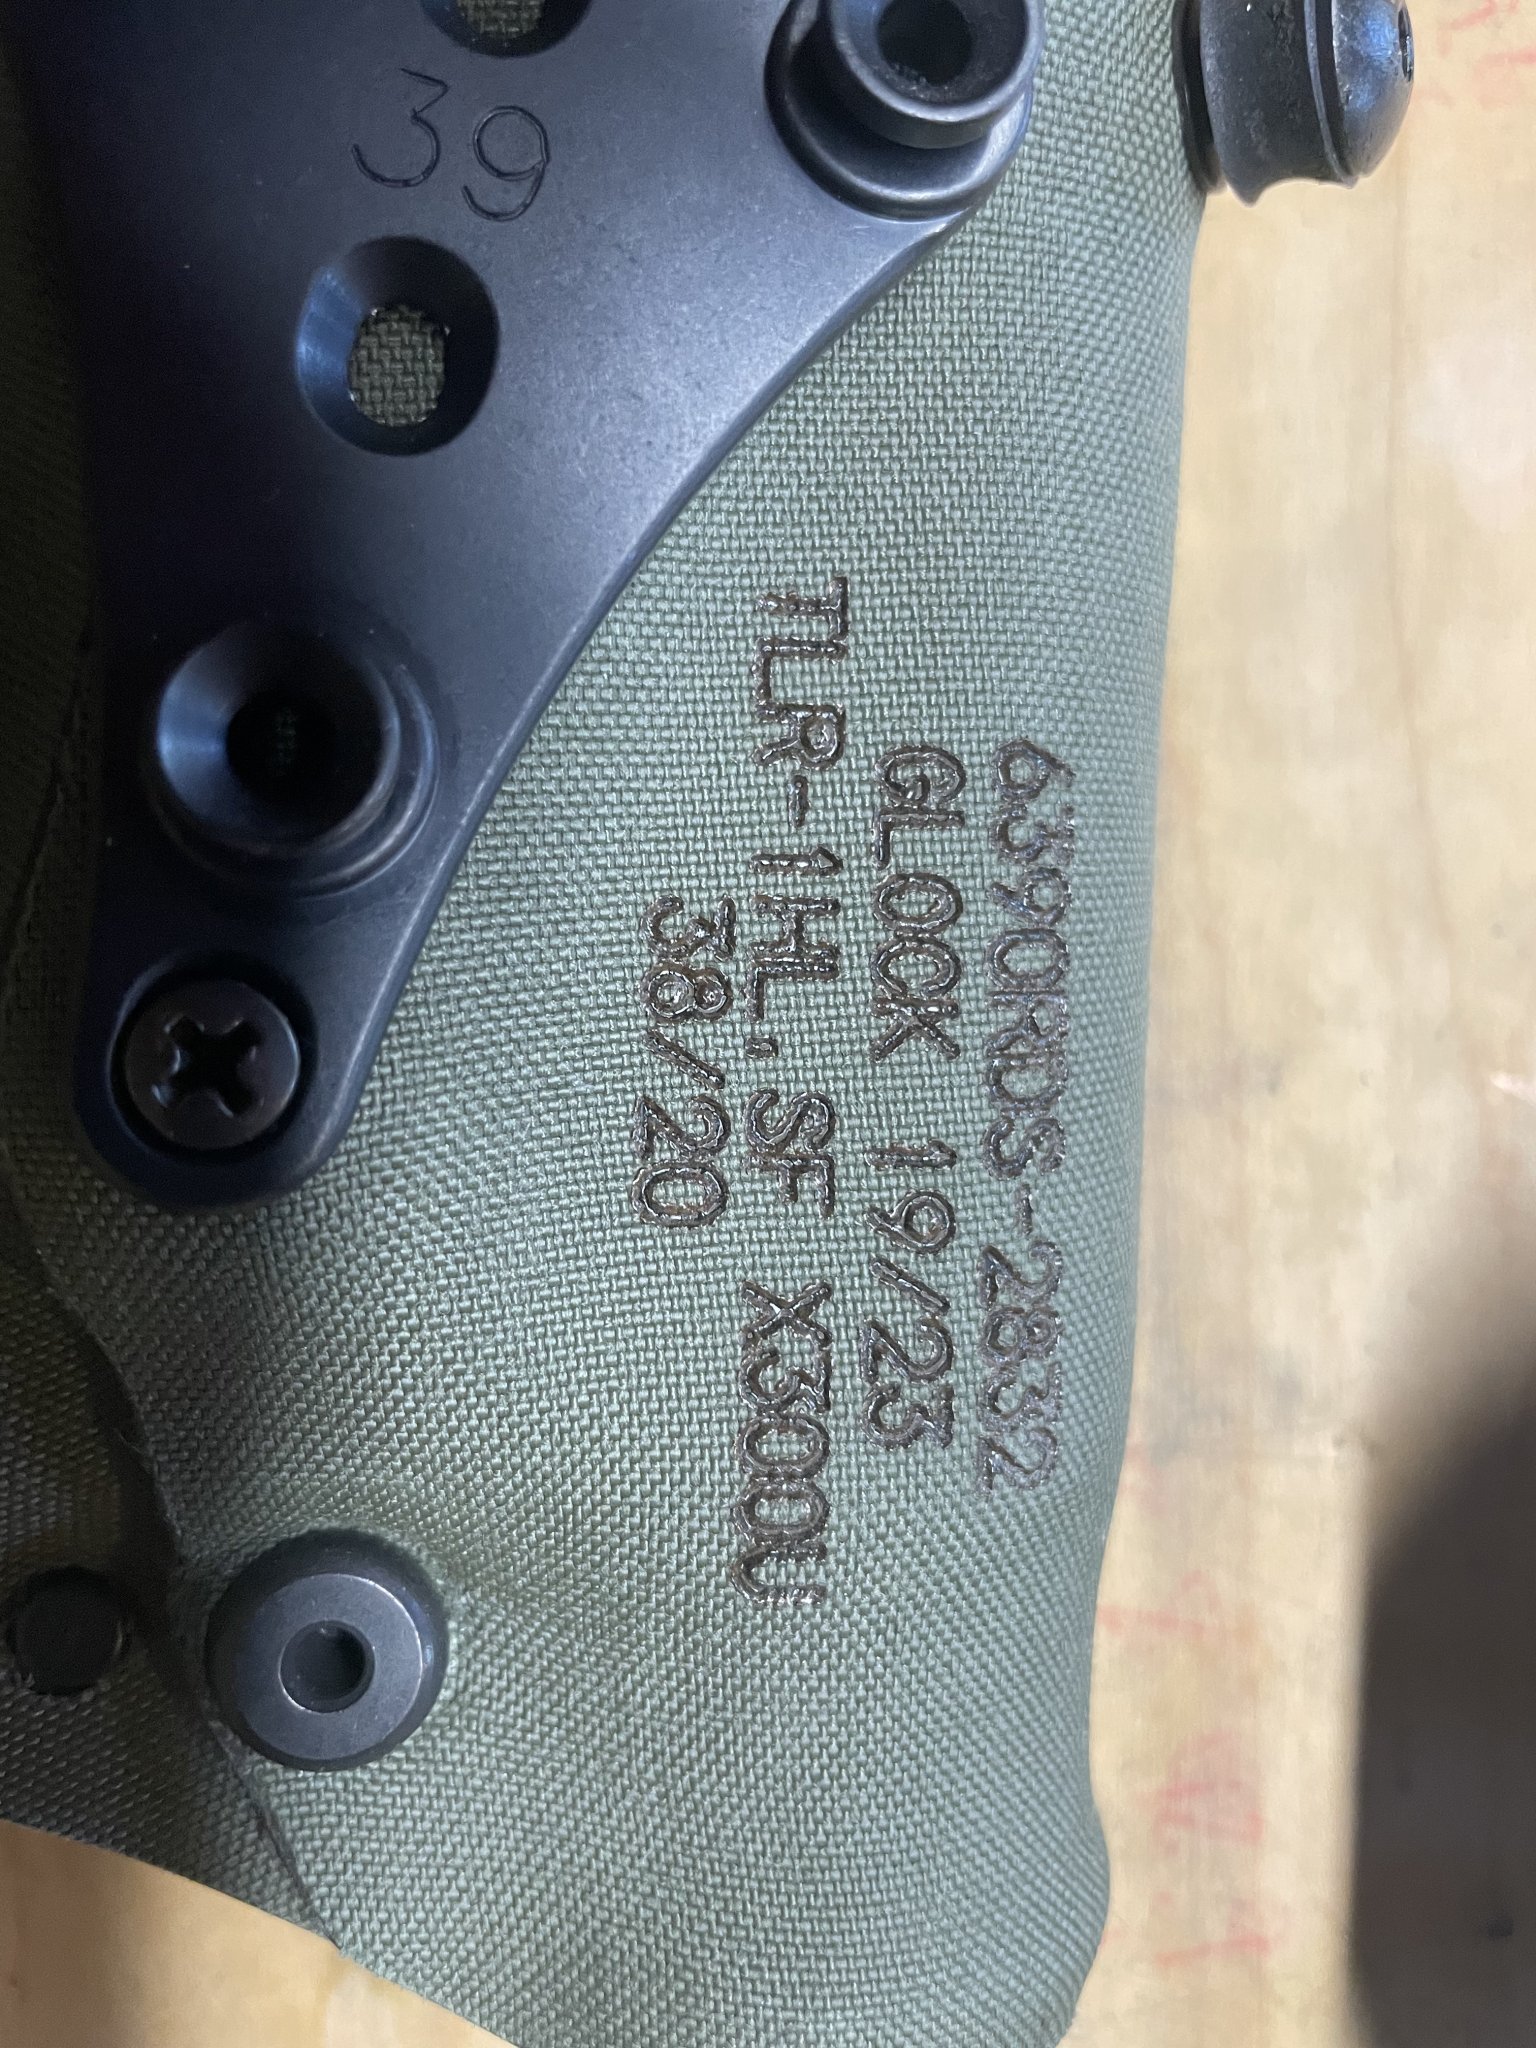 39
6390RDS-2832
GLOCK 19/23
TLR-1HL. SF X300U
38/20